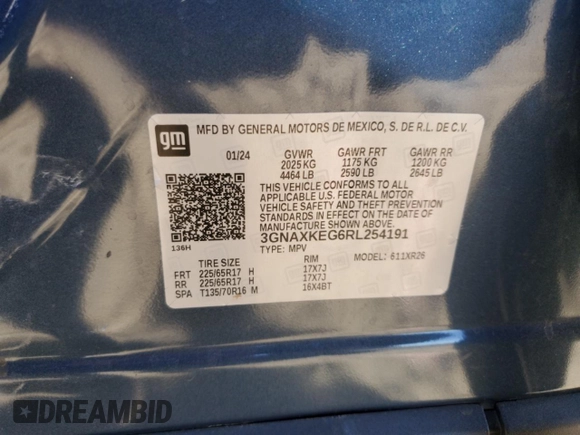 gm
MFD BY GENERAL MOTORS DE MEXICO, S. DE R.L. DE C.V.
01/24 GVWR GAWR FRT GAWR RR
2025 KG 1175 KG 1200 KG
4464 LB 2590 LB 2645 LB
THIS VEHICLE CONFORMS TO ALL
APPLICABLE U.S. FEDERAL MOTOR
VEHICLE SAFETY AND THEFT PREVENTION
STANDARDS IN EFFECT ON THE DATE OF
MANUFACTURE SHOWN ABOVE.
3GNAXKEG6RL254191
136H TYPE: MPV MODEL: 611XR26
TIRE SIZE RIM
FRT 225/65R17 H 17X7J
RR 225/65R17 H 17X7J
SPA T135/70R16 M 16X4BT
DREAMBID